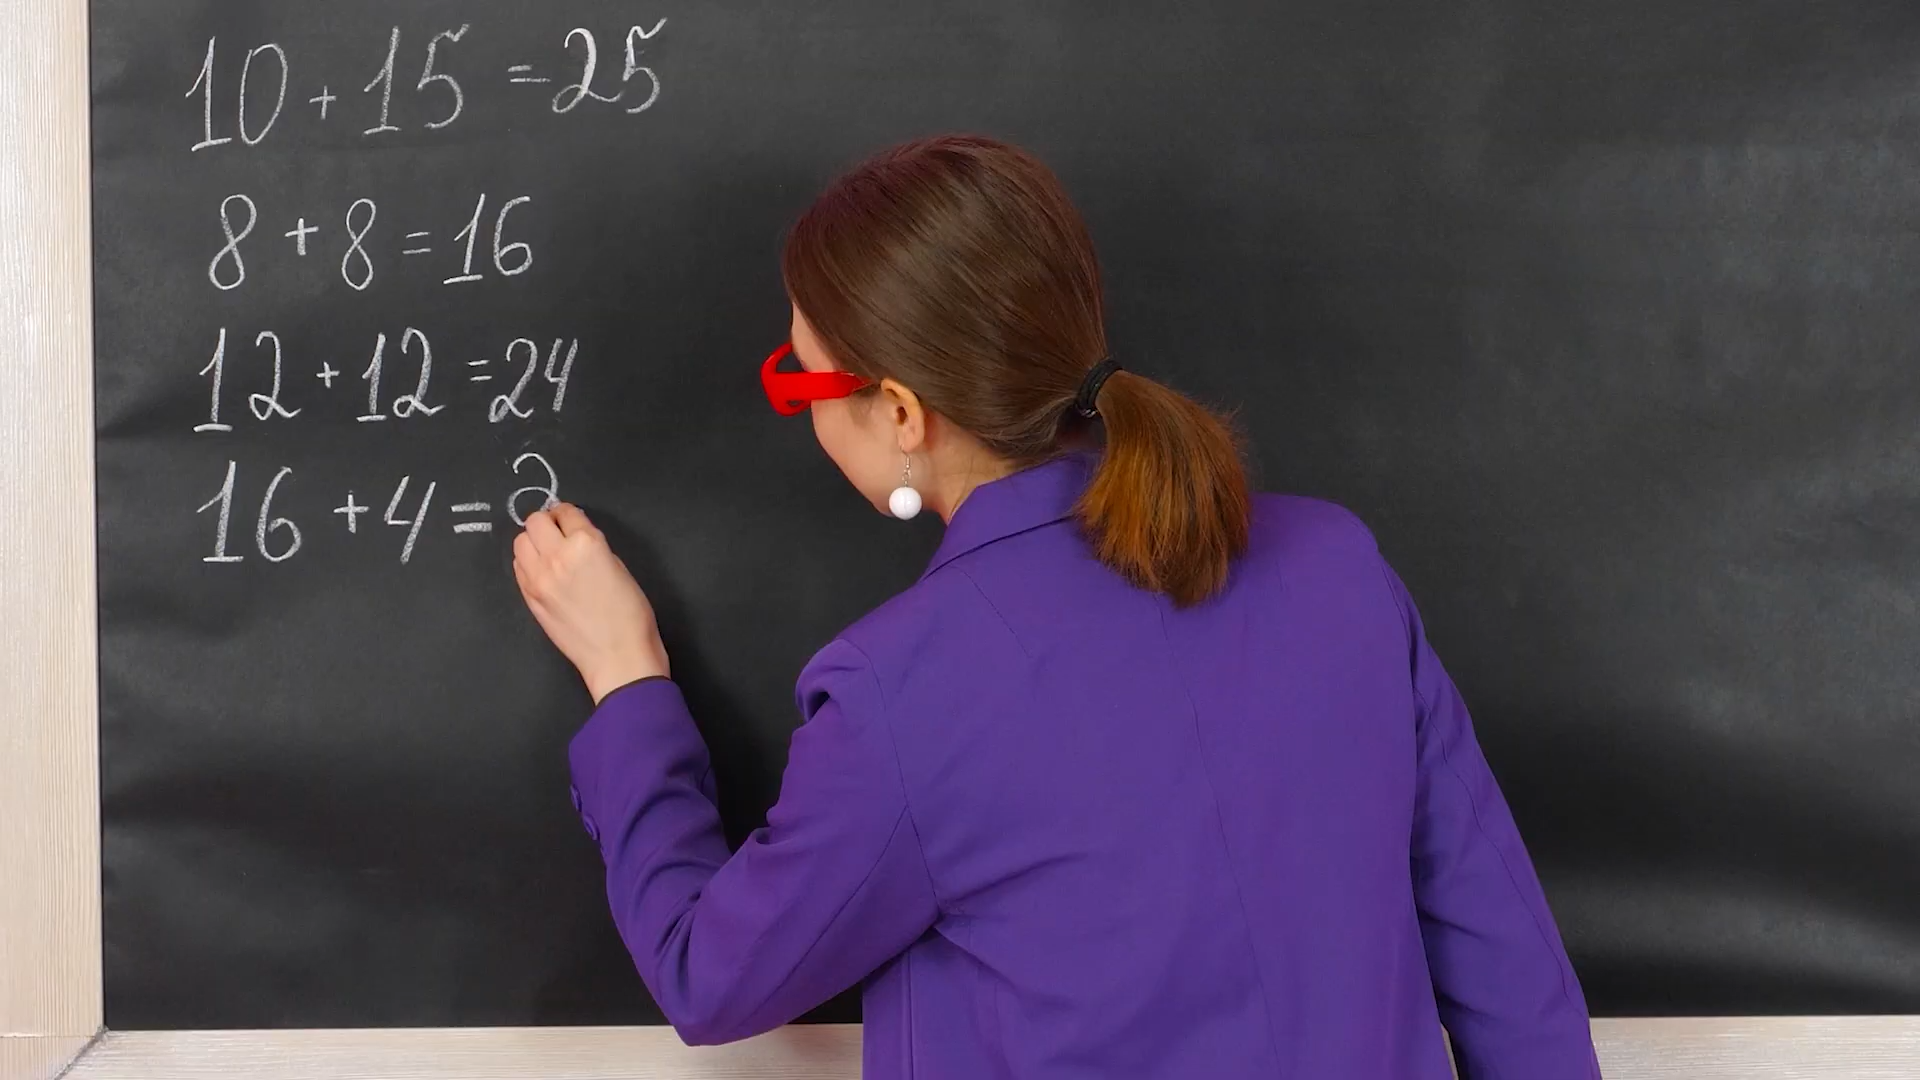 10 + 15 = 25
8 + 8 = 16
12 + 12 = 24
16 + 4 = 2